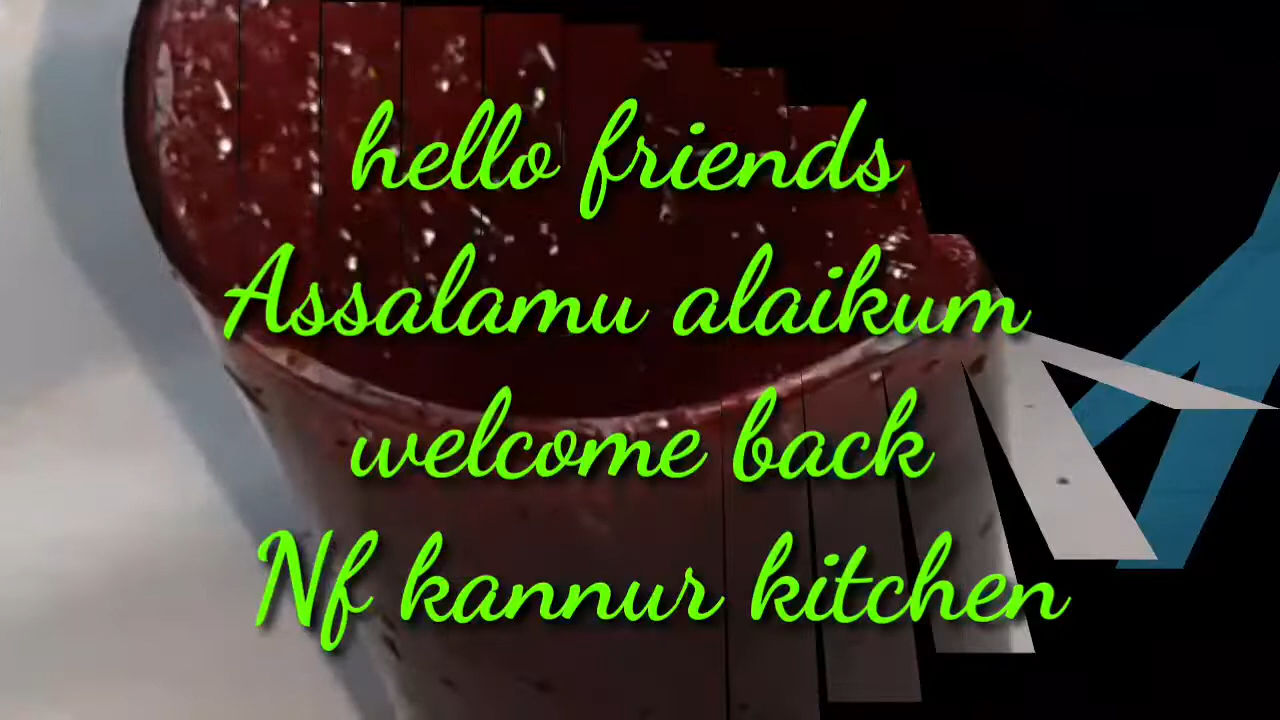 hello friends
Assalamu alaikum
welcome back
Nf kannur kitchen